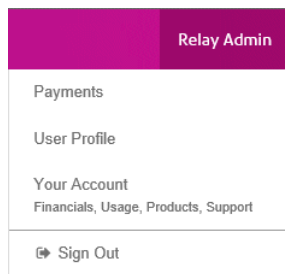 Relay Admin
Payments
User Profile
Your Account
Financials, Usage, Products, Support
Sign Out